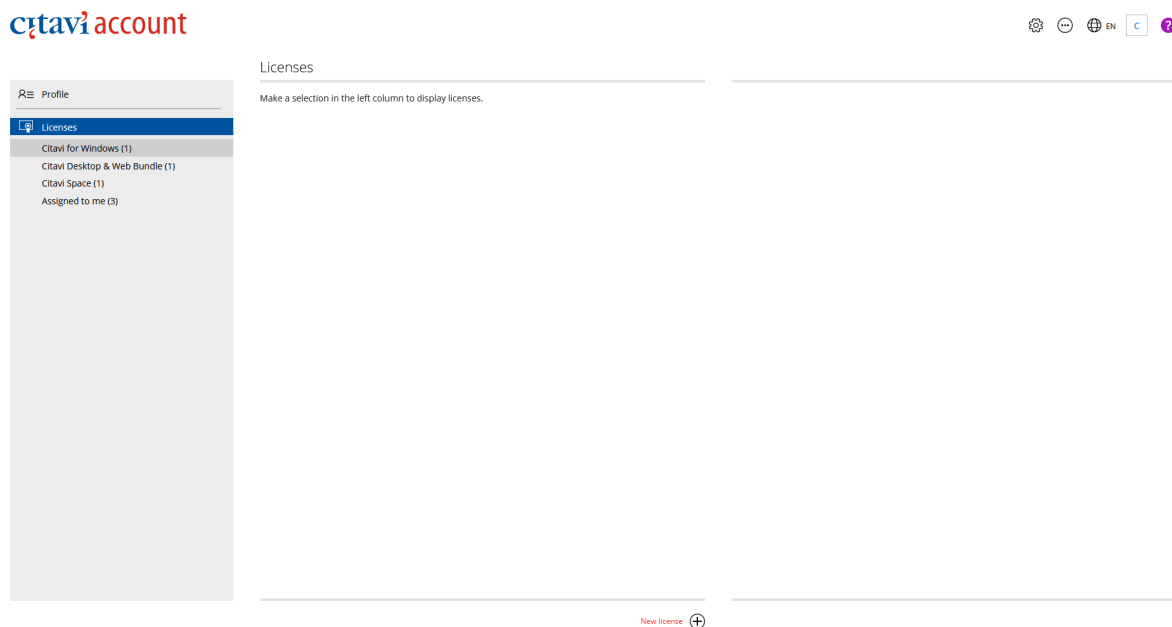 citavi account
EN
C
?
Licenses
Profile
Make a selection in the left column to display licenses.
Licenses
Citavi for Windows (1)
Citavi Desktop & Web Bundle (1)
Citavi Space (1)
Assigned to me (3)
New license